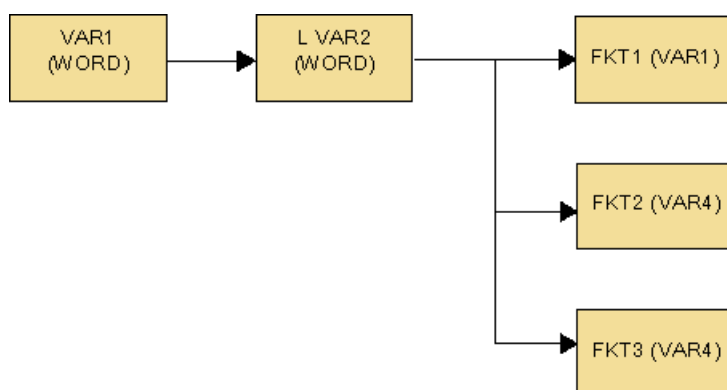 VAR1
(WORD)
L VAR2
(WORD)
FKT1 (VAR1)
FKT2 (VAR4)
FKT3 (VAR4)